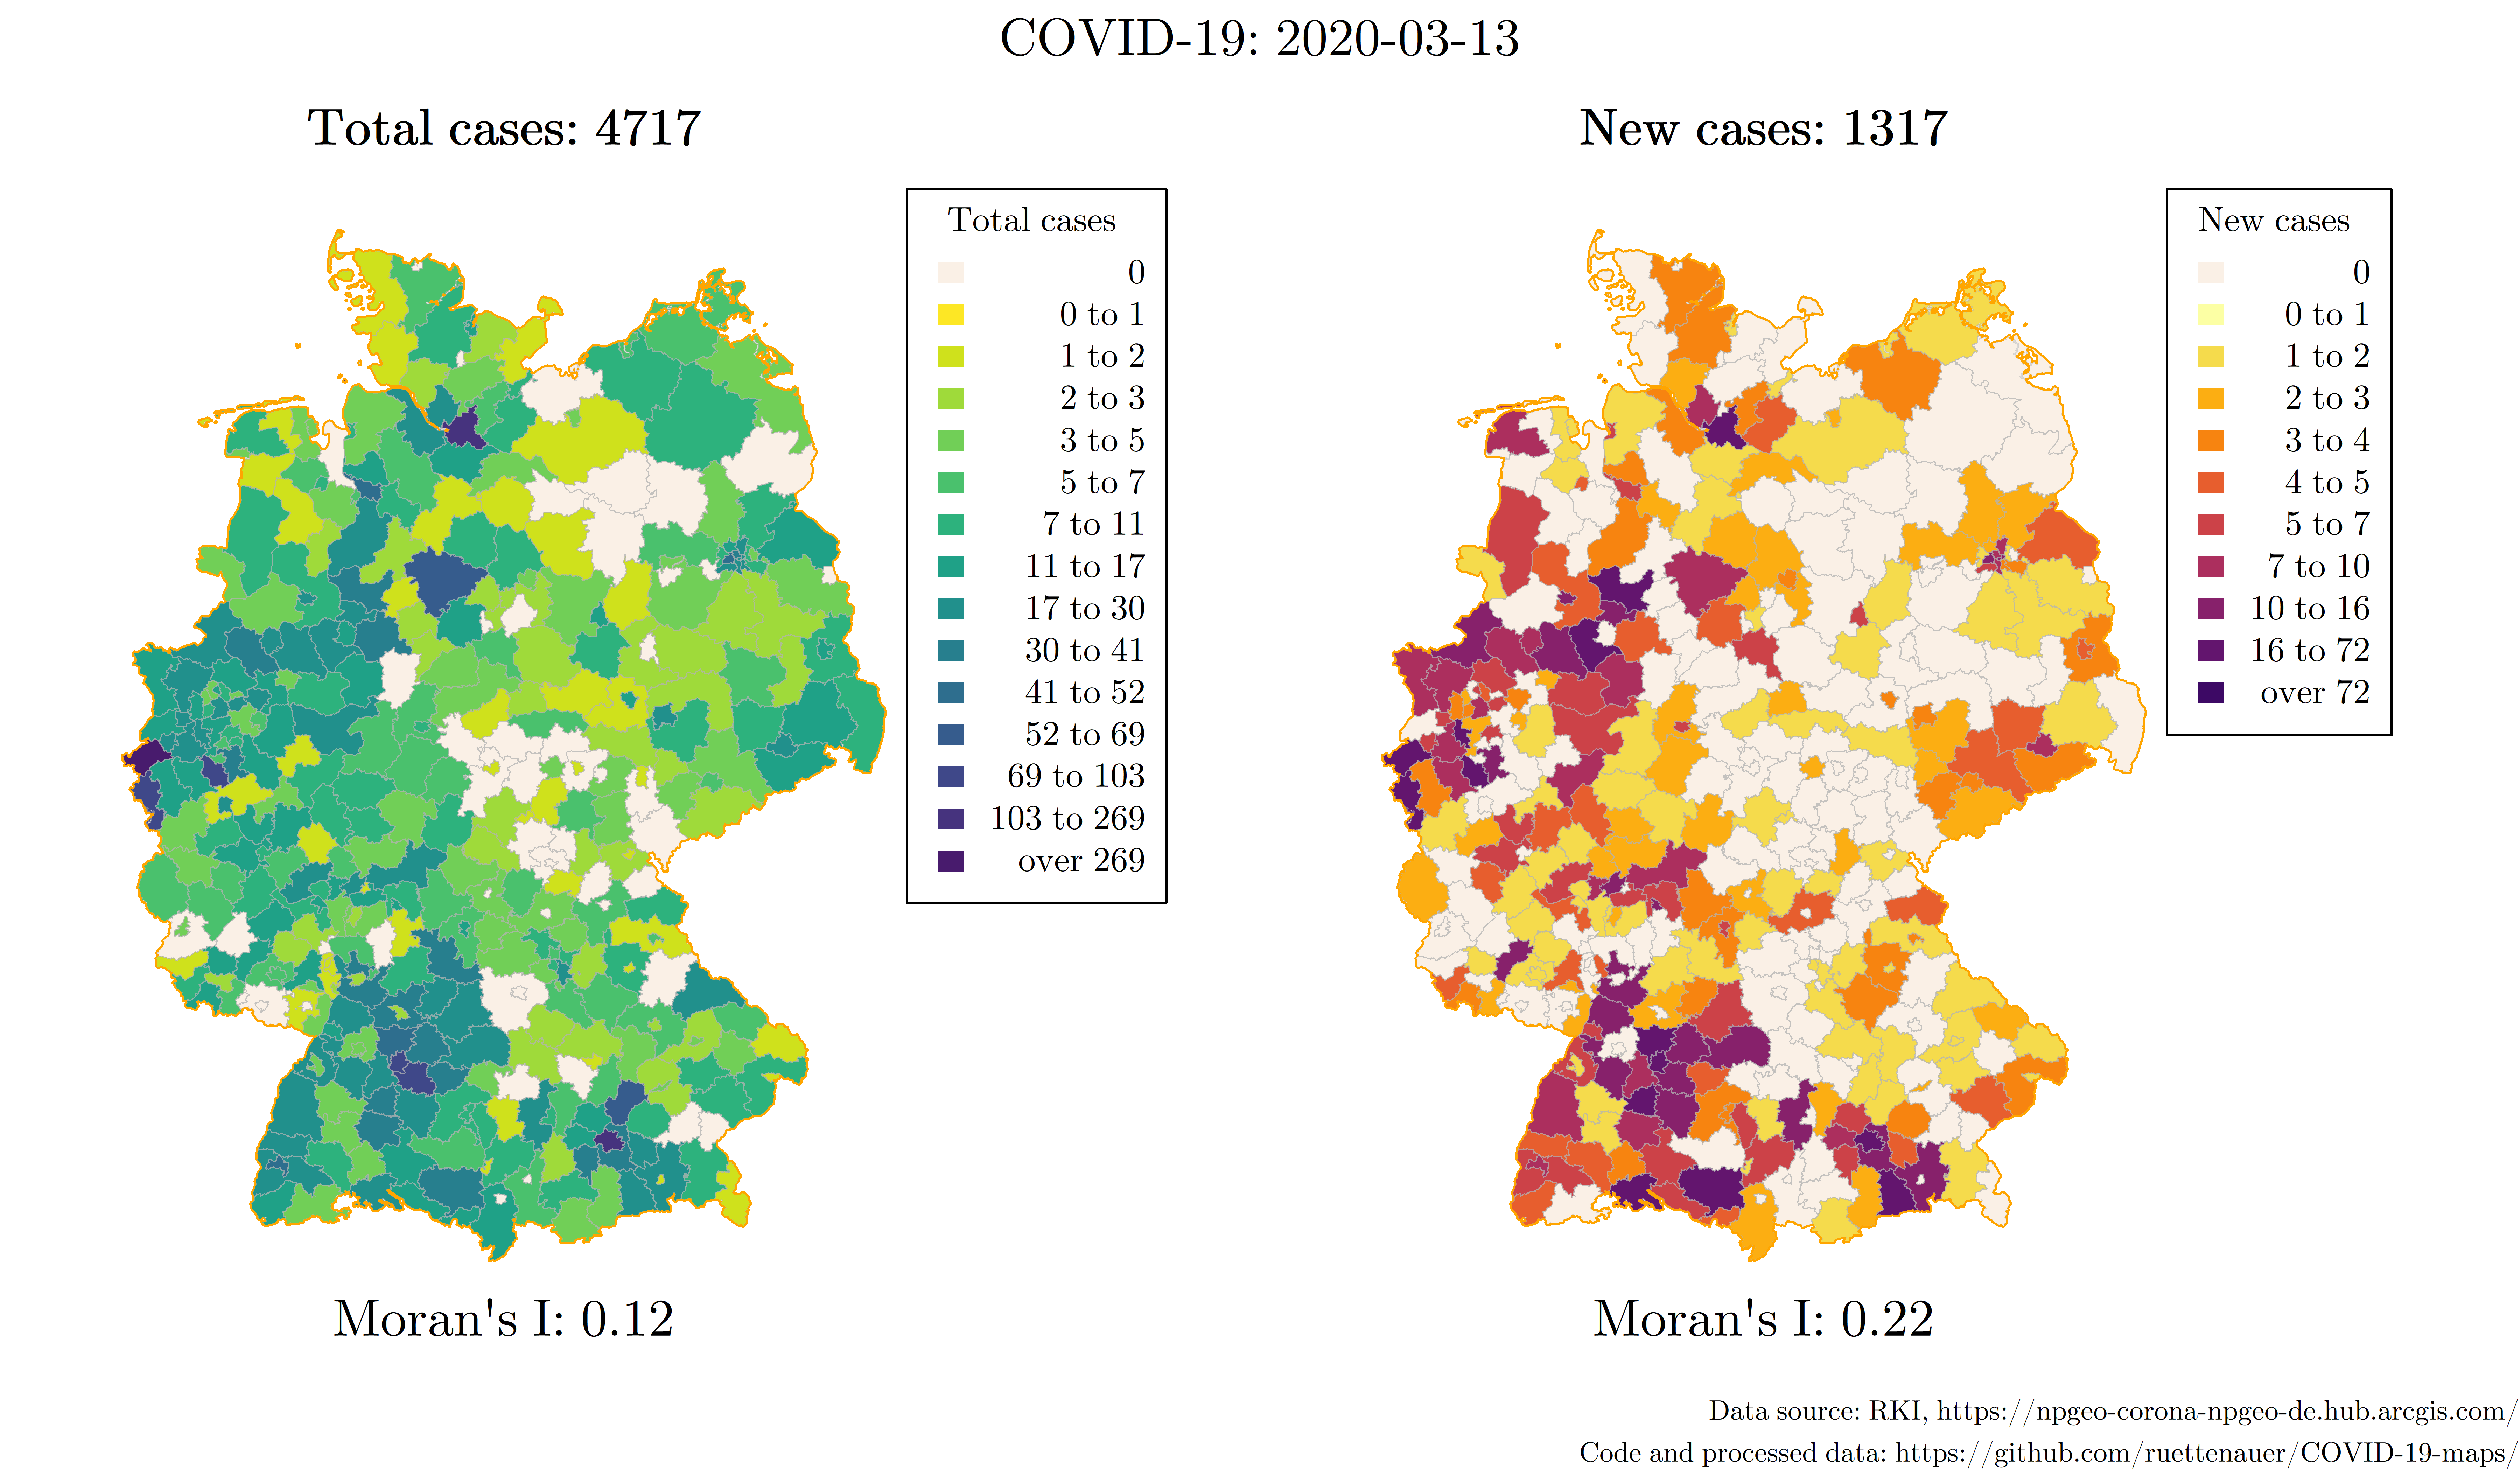 COVID-19: 2020-03-13
Total cases: 4717
Total cases
0
0 to 1
1 to 2
2 to 3
3 to 5
5 to 7
7 to 11
11 to 17
17 to 30
30 to 41
41 to 52
52 to 69
69 to 103
103 to 269
over 269
Moran's I: 0.12
New cases: 1317
New cases
0
0 to 1
1 to 2
2 to 3
3 to 4
4 to 5
5 to 7
7 to 10
10 to 16
16 to 72
over 72
Moran's I: 0.22
Data source: RKI, https://npgeo-corona-npgeo-de.hub.arcgis.com/
Code and processed data: https://github.com/ruettenauer/COVID-19-maps/